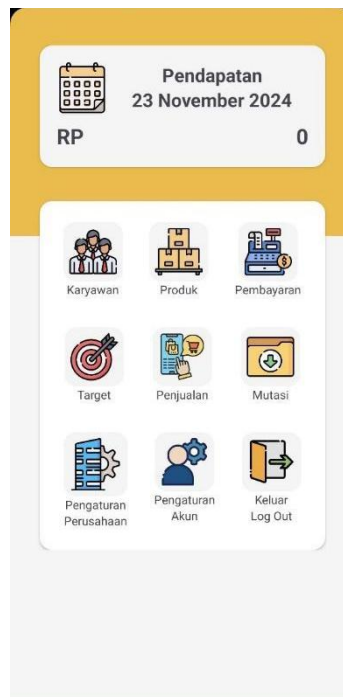 Pendapatan
23 November 2024
RP 0
Karyawan Produk Pembayaran
Target Penjualan Mutasi
Pengaturan Perusahaan
Pengaturan Akun
Keluar Log Out